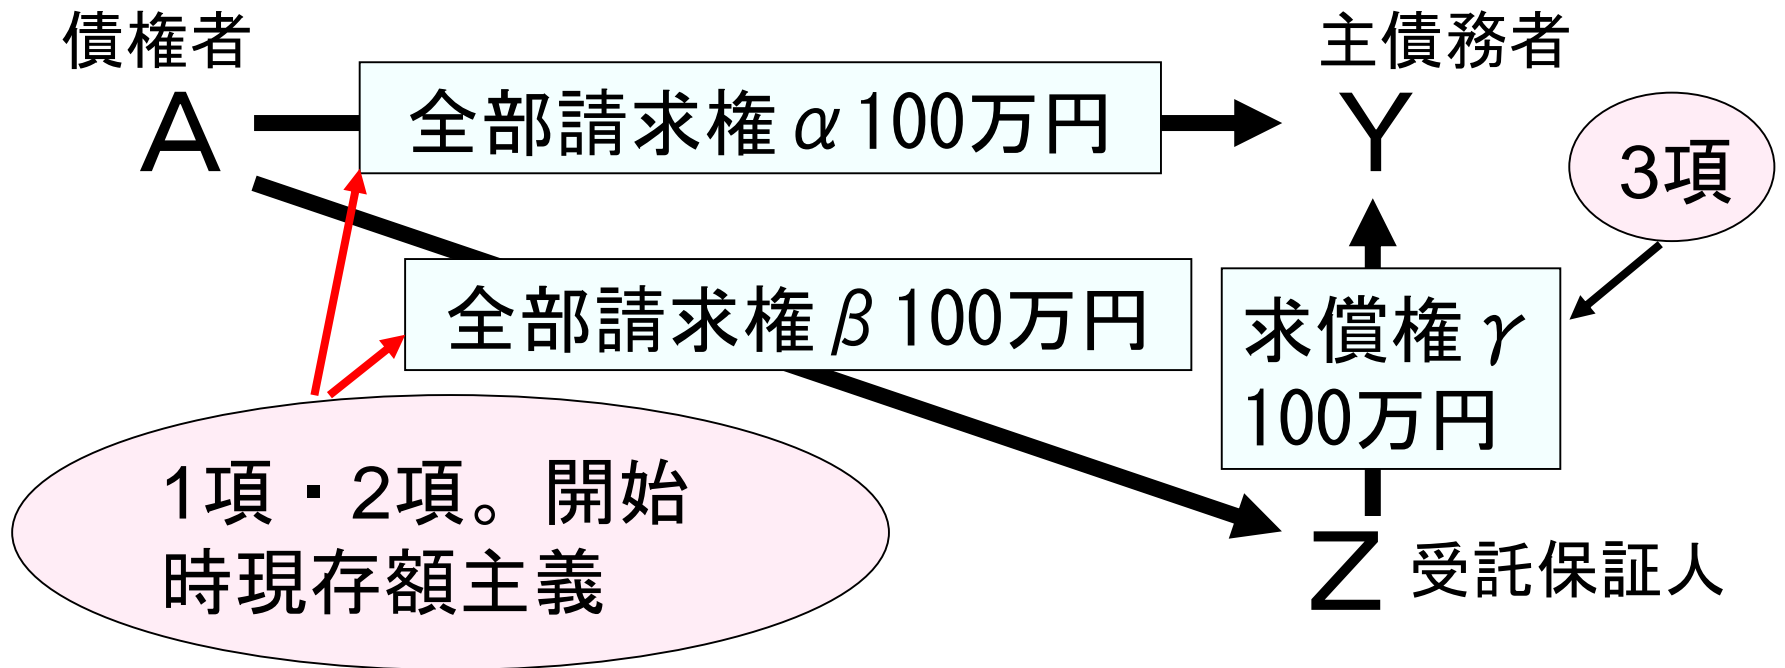 債権者
主債務者
A
全部請求権α100万円
Y
3項
全部請求権β100万円
求償権γ
100万円
1項・2項。開始
時現存額主義
Z 受託保証人